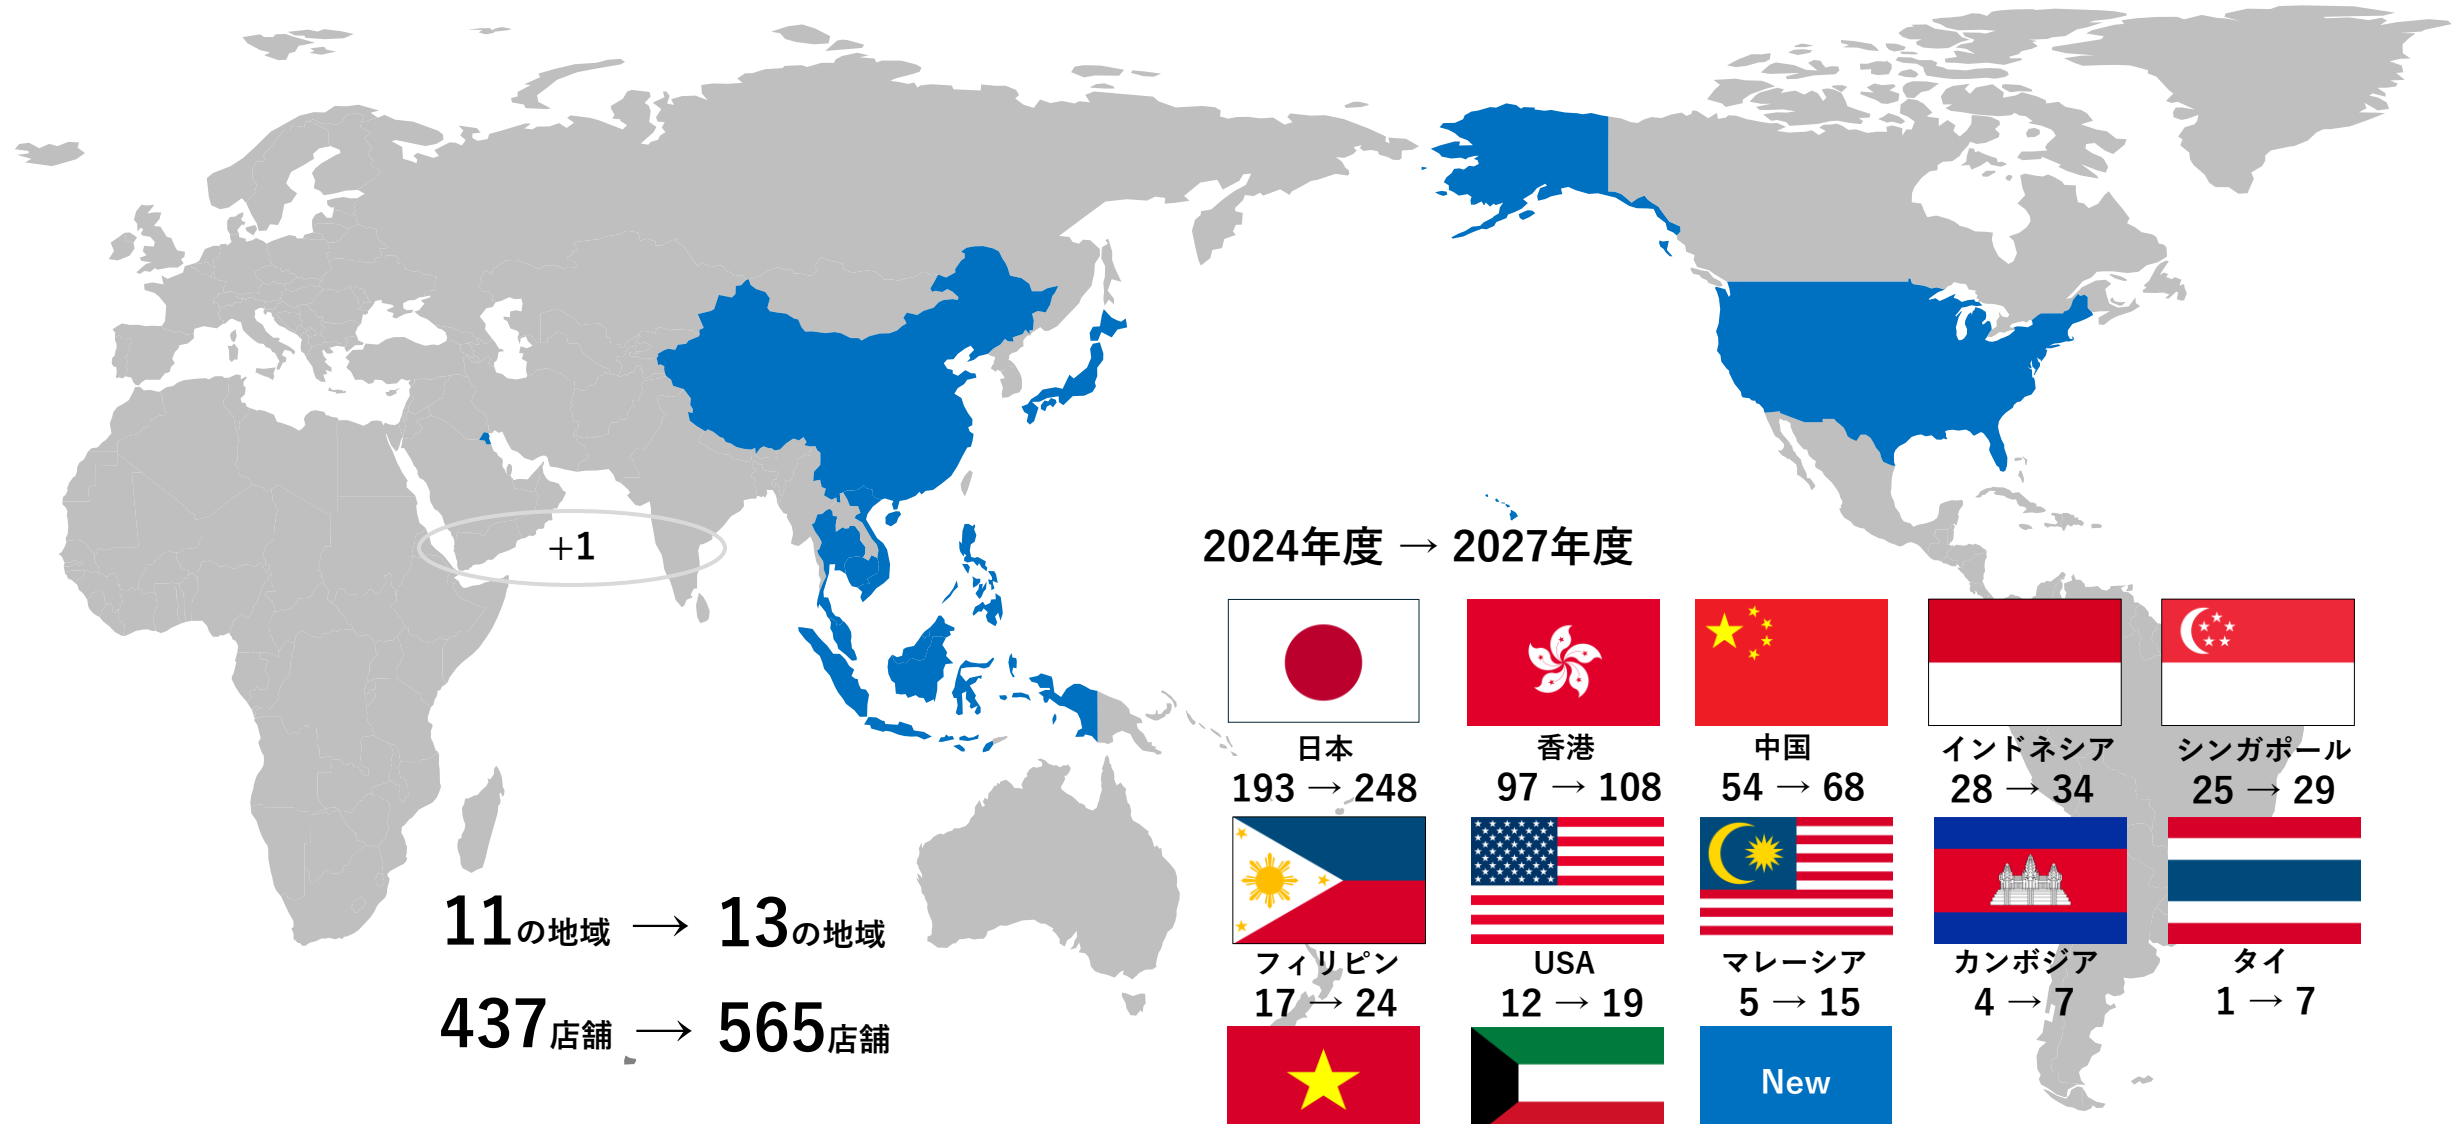 +1
2024年度 → 2027年度
日本
193 → 248
香港
97 → 108
中国
54 → 68
インドネシア
28 → 34
シンガポール
25 → 29
フィリピン
17 → 24
USA
12 → 19
マレーシア
5 → 15
カンボジア
4 → 7
タイ
1 → 7
New
11の地域 → 13の地域
437店舗 → 565店舗